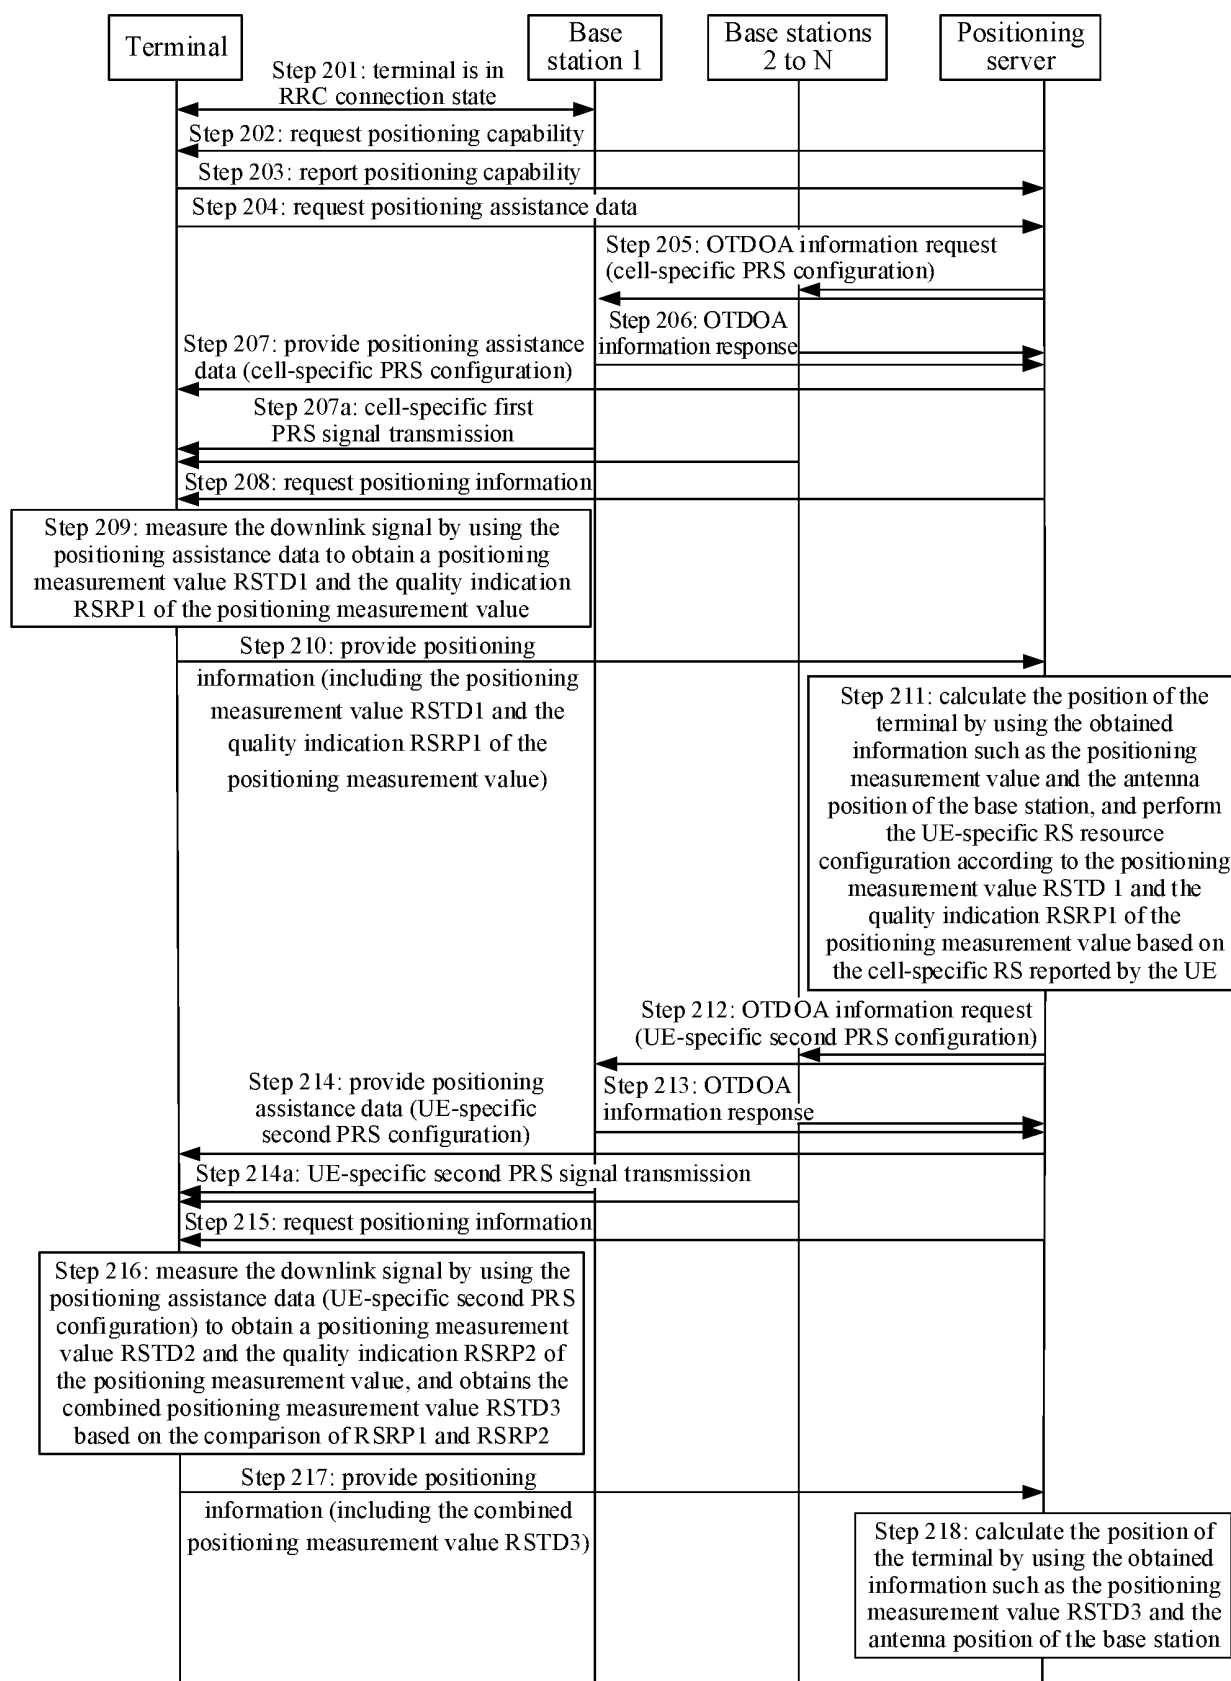 Terminal
Base
station 1
Base stations
2 to N
Positioning
server
Step 201: terminal is in
RRC connection state
Step 202: request positioning capability
Step 203: report positioning capability
Step 204: request positioning assistance data
Step 205: OTDOA information request
(cell-specific PRS configuration)
Step 206: OTDOA
information response
Step 207: provide positioning assistance
data (cell-specific PRS configuration)
Step 207a: cell-specific first
PRS signal transmission
Step 208: request positioning information
Step 209: measure the downlink signal by using the
positioning assistance data to obtain a positioning
measurement value RSTD1 and the quality indication
RSRP1 of the positioning measurement value
Step 210: provide positioning
information (including the positioning
measurement value RSTD1 and the
quality indication RSRP1 of the
positioning measurement value)
Step 211: calculate the position of the
terminal by using the obtained
information such as the positioning
measurement value and the antenna
position of the base station, and perform
the UE-specific RS resource
configuration according to the positioning
measurement value RSTD 1 and the
quality indication RSRP1 of the
positioning measurement value based on
the cell-specific RS reported by the UE
Step 212: OTDOA information request
(UE-specific second PRS configuration)
Step 213: OTDOA
information response
Step 214: provide positioning
assistance data (UE-specific
second PRS configuration)
Step 214a: UE-specific second PRS signal transmission
Step 215: request positioning information
Step 216: measure the downlink signal by using the
positioning assistance data (UE-specific second PRS
configuration) to obtain a positioning measurement
value RSTD2 and the quality indication RSRP2 of
the positioning measurement value, and obtains the
combined positioning measurement value RSTD3
based on the comparison of RSRP1 and RSRP2
Step 217: provide positioning
information (including the combined
positioning measurement value RSTD3)
Step 218: calculate the position of
the terminal by using the obtained
information such as the positioning
measurement value RSTD3 and the
antenna position of the base station